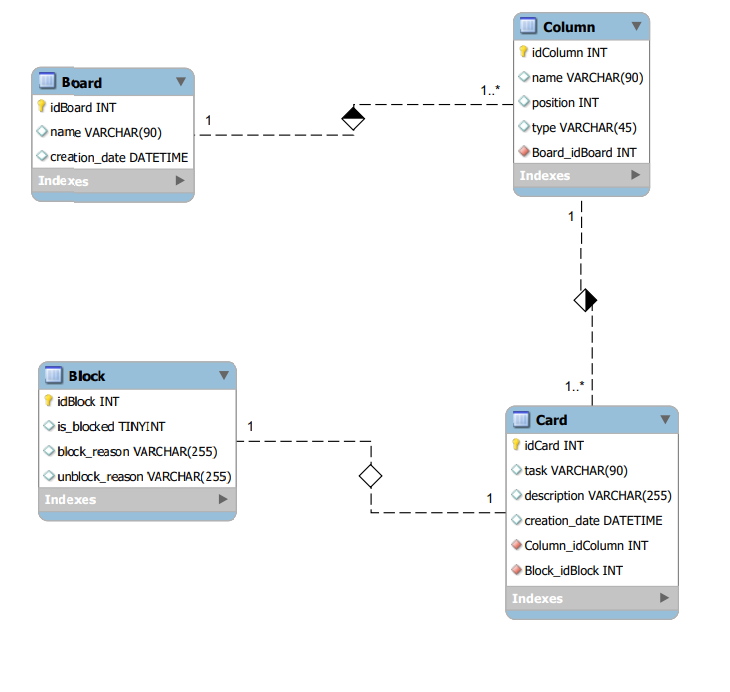 Board
idBoard INT
name VARCHAR(90)
creation_date DATETIME
Indexes
1
1..*
Column
idColumn INT
name VARCHAR(90)
position INT
type VARCHAR(45)
Board_idBoard INT
Indexes
1
1..*
Block
idBlock INT
is_blocked TINYINT
block_reason VARCHAR(255)
unblock_reason VARCHAR(255)
Indexes
1
1
Card
idCard INT
task VARCHAR(90)
description VARCHAR(255)
creation_date DATETIME
Column_idColumn INT
Block_idBlock INT
Indexes